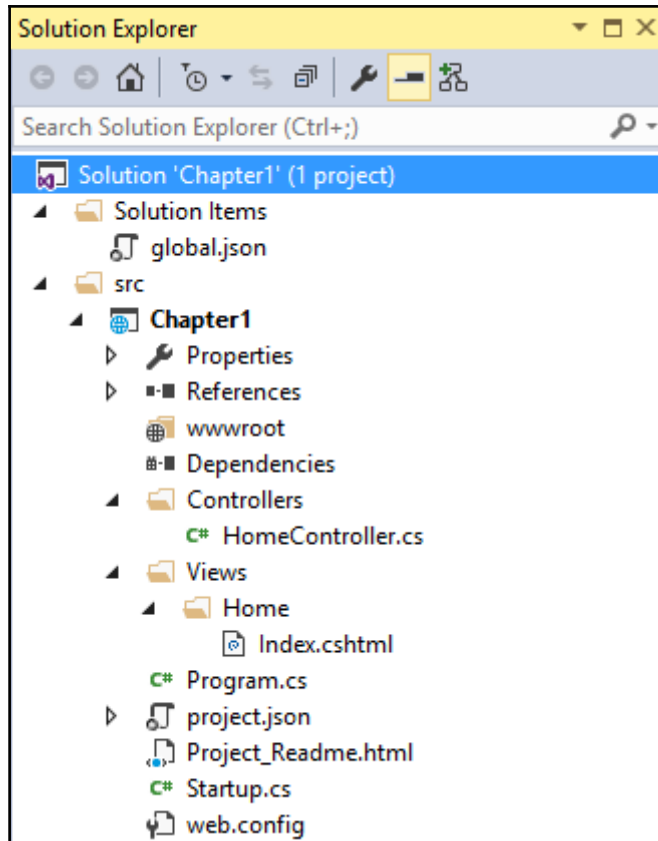 Solution Explorer
Search Solution Explorer (Ctrl+;)
Solution 'Chapter1' (1 project)
Solution Items
global.json
src
Chapter1
Properties
References
wwwroot
Dependencies
Controllers
C# HomeController.cs
Views
Home
Index.cshtml
C# Program.cs
project.json
Project_Readme.html
C# Startup.cs
web.config